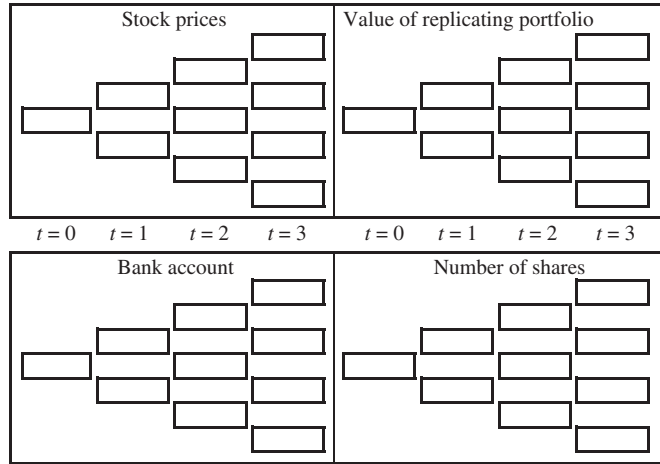 Stock prices
Value of replicating portfolio
t = 0 t = 1 t = 2 t = 3 t = 0 t = 1 t = 2 t = 3
Bank account
Number of shares